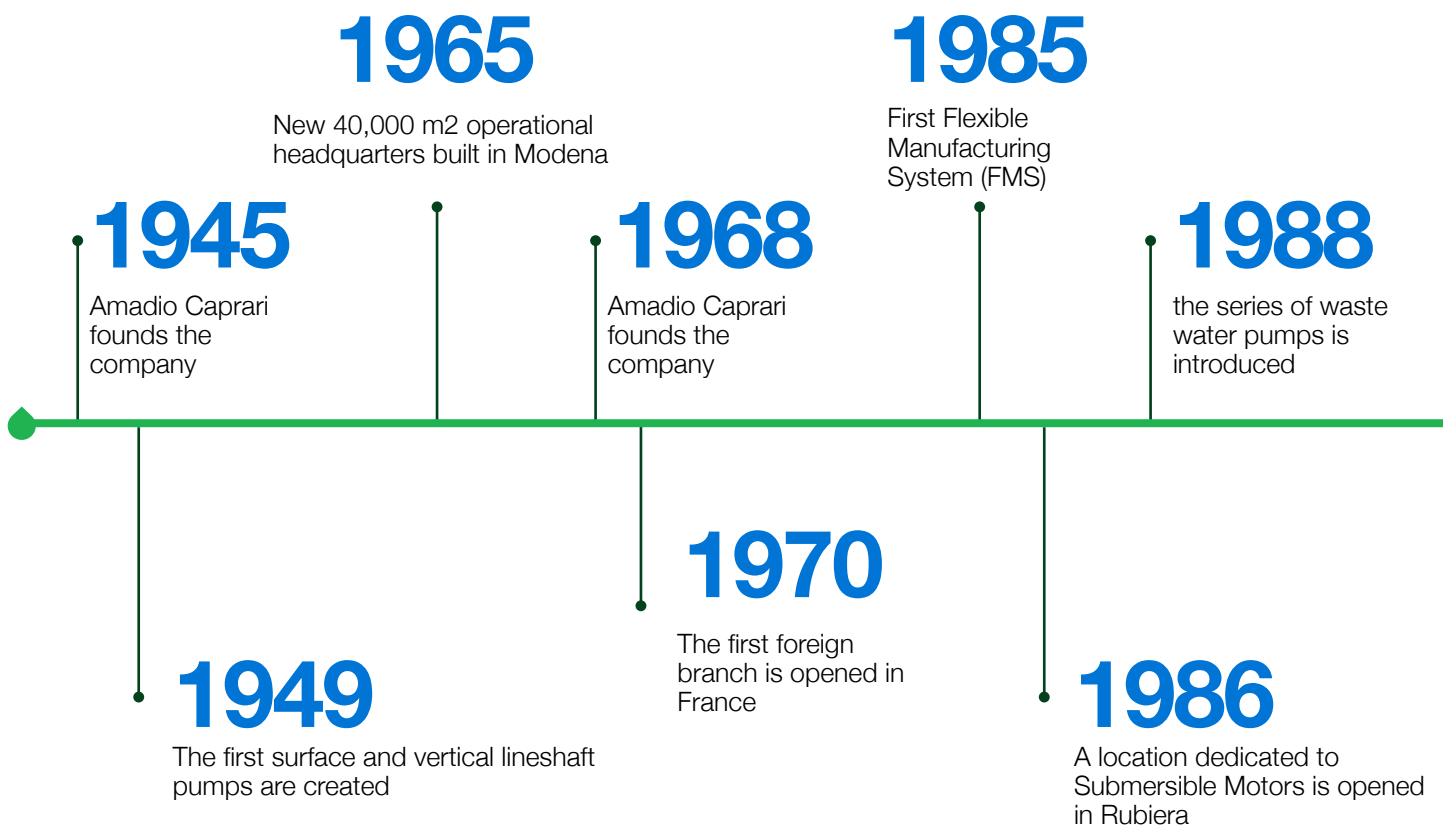 1965
New 40,000 m2 operational
headquarters built in Modena
1985
First Flexible
Manufacturing
System (FMS)
1945
Amadio Caprari
founds the
company
1968
Amadio Caprari
founds the
company
1988
the series of waste
water pumps is
introduced
1949
The first surface and vertical lineshaft
pumps are created
1970
The first foreign
branch is opened in
France
1986
A location dedicated to
Submersible Motors is opened
in Rubiera